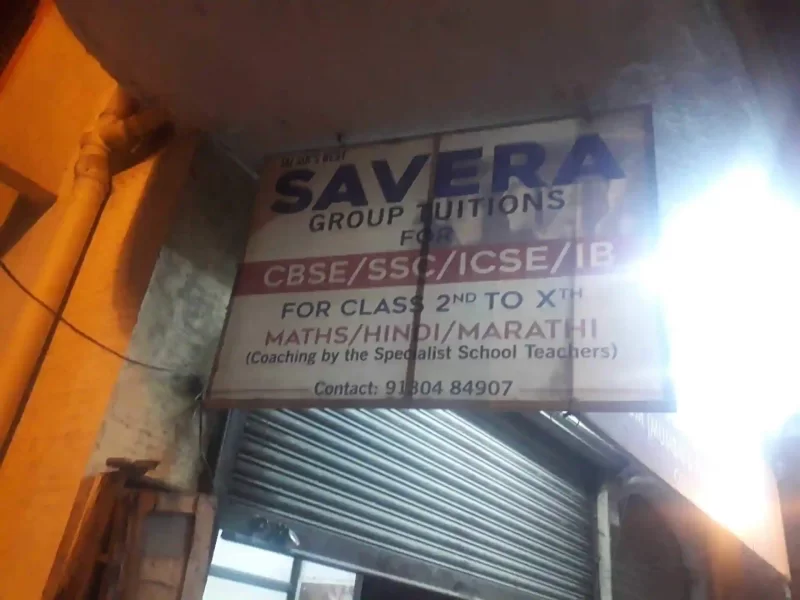 SAVERA
GROUP TUITIONS
FOR
CBSE/SSC/ICSE/IB
FOR CLASS 2ND TO XTH
MATHS/HINDI/MARATHI
(Coaching by the Specialist School Teachers)
Contact: 91304 84907